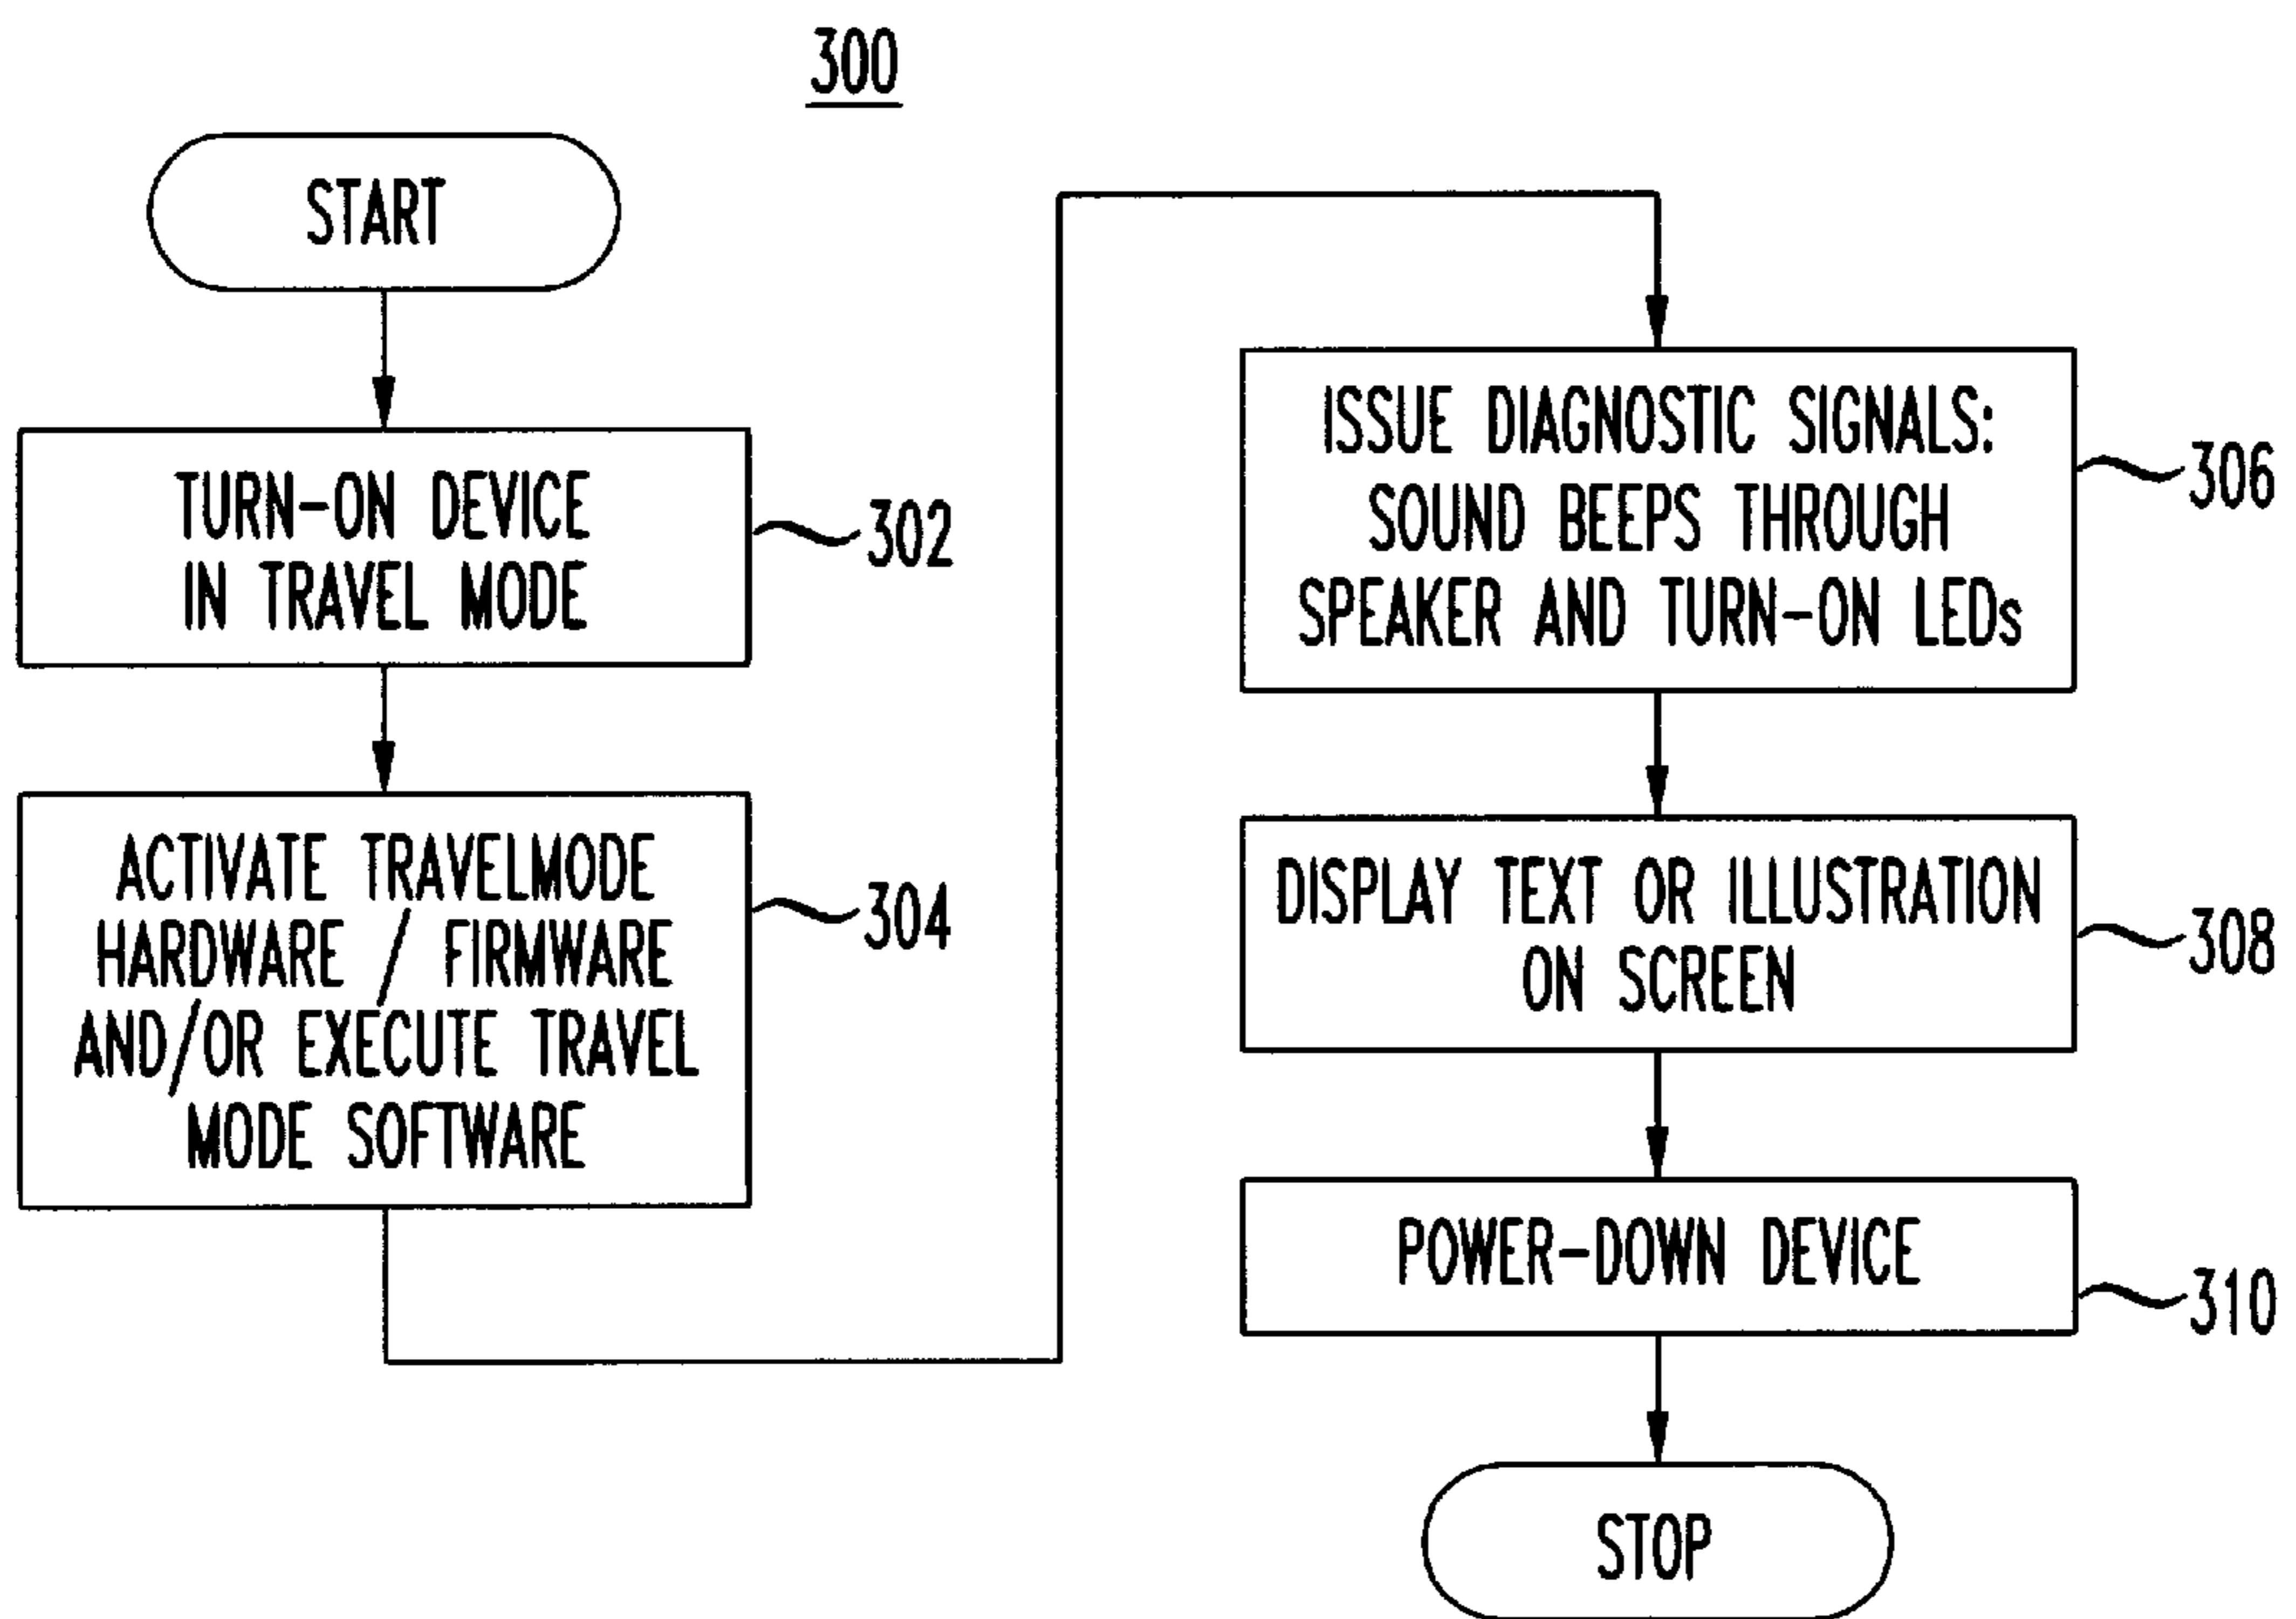 300
START
TURN-ON DEVICE
IN TRAVEL MODE
302
ACTIVATE TRAVELMODE
HARDWARE / FIRMWARE
AND/OR EXECUTE TRAVEL
MODE SOFTWARE
304
ISSUE DIAGNOSTIC SIGNALS:
SOUND BEEPS THROUGH
SPEAKER AND TURN-ON LEDs
306
DISPLAY TEXT OR ILLUSTRATION
ON SCREEN
308
POWER-DOWN DEVICE
310
STOP